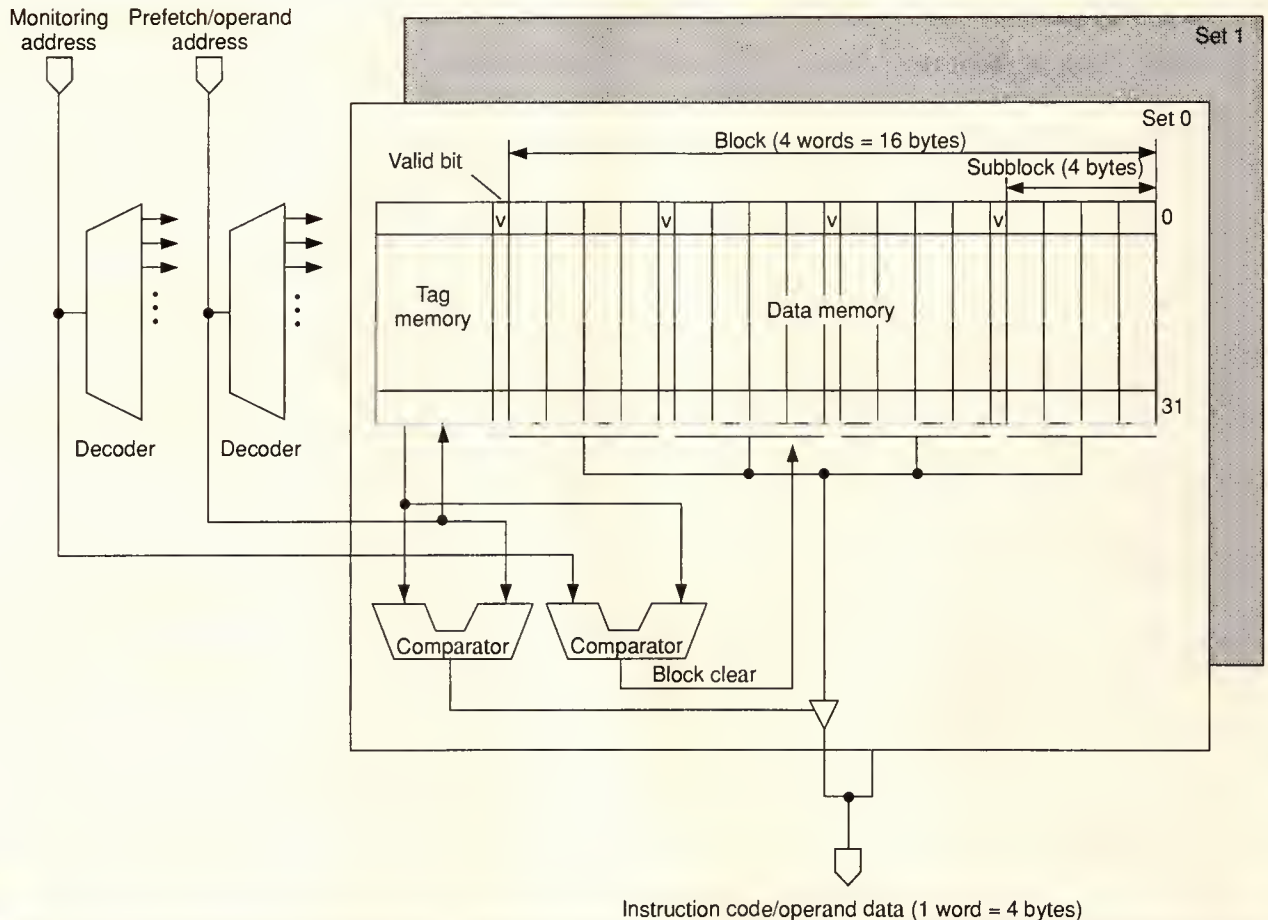 Monitoring
address
Prefetch/operand
address
Set 1
Set 0
Block (4 words = 16 bytes)
Valid bit
Subblock (4 bytes)
v
v
v
v
0
Tag
memory
Data memory
31
Decoder
Decoder
Comparator
Comparator
Block clear
Instruction code/operand data (1 word = 4 bytes)